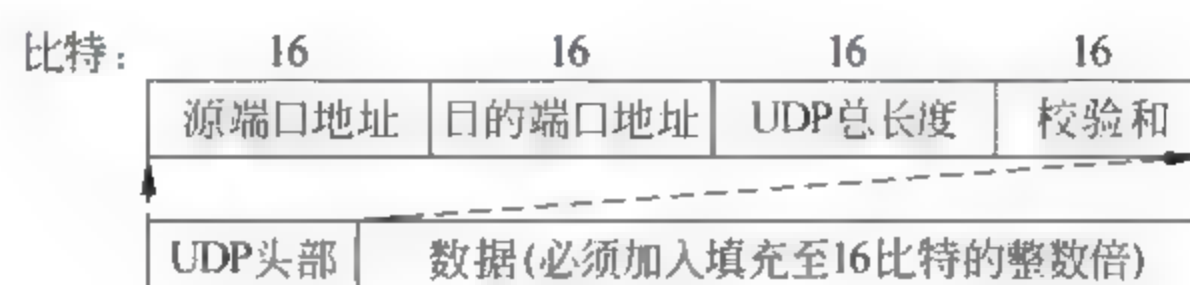 比特： 16 16 16 16
源端口地址 目的端口地址 UDP总长度 校验和
UDP头部 数据(必须加入填充至16比特的整数倍)